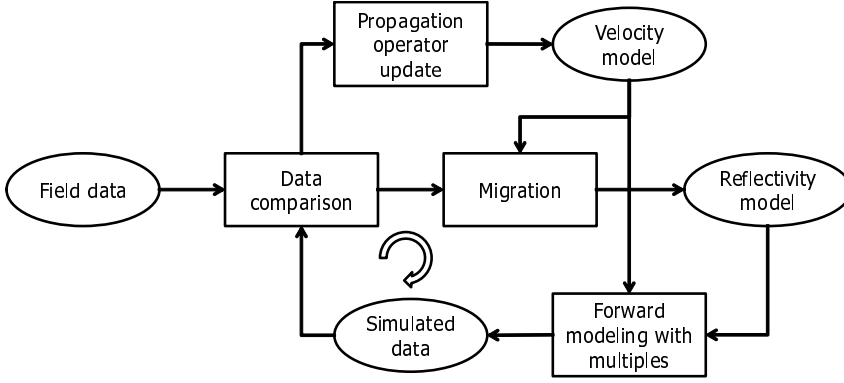 Propagation
operator
update
Velocity
model
Field data
Data
comparison
Migration
Reflectivity
model
Simulated
data
Forward
modeling with
multiples